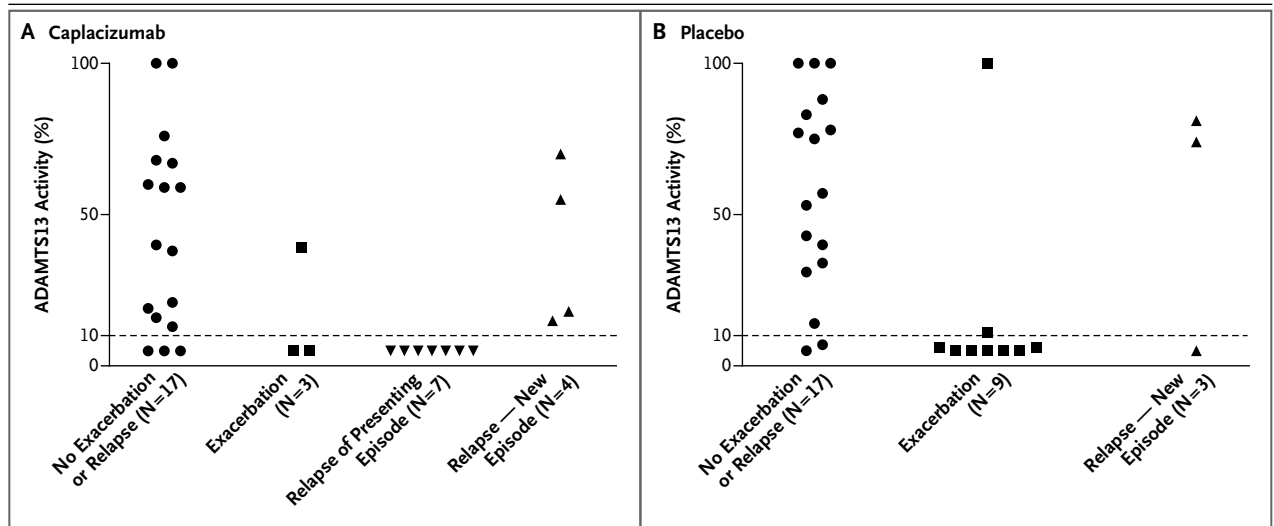 A Caplacizumab
100
50
10
0
ADAMTS13 Activity (%)
No Exacerbation
or Relapse (N=17)
Exacerbation
(N=3)
Relapse of Presenting
Episode (N=7)
Relapse — New
Episode (N=4)
B Placebo
100
50
10
0
ADAMTS13 Activity (%)
No Exacerbation
or Relapse (N=17)
Exacerbation
(N=9)
Relapse — New
Episode (N=3)